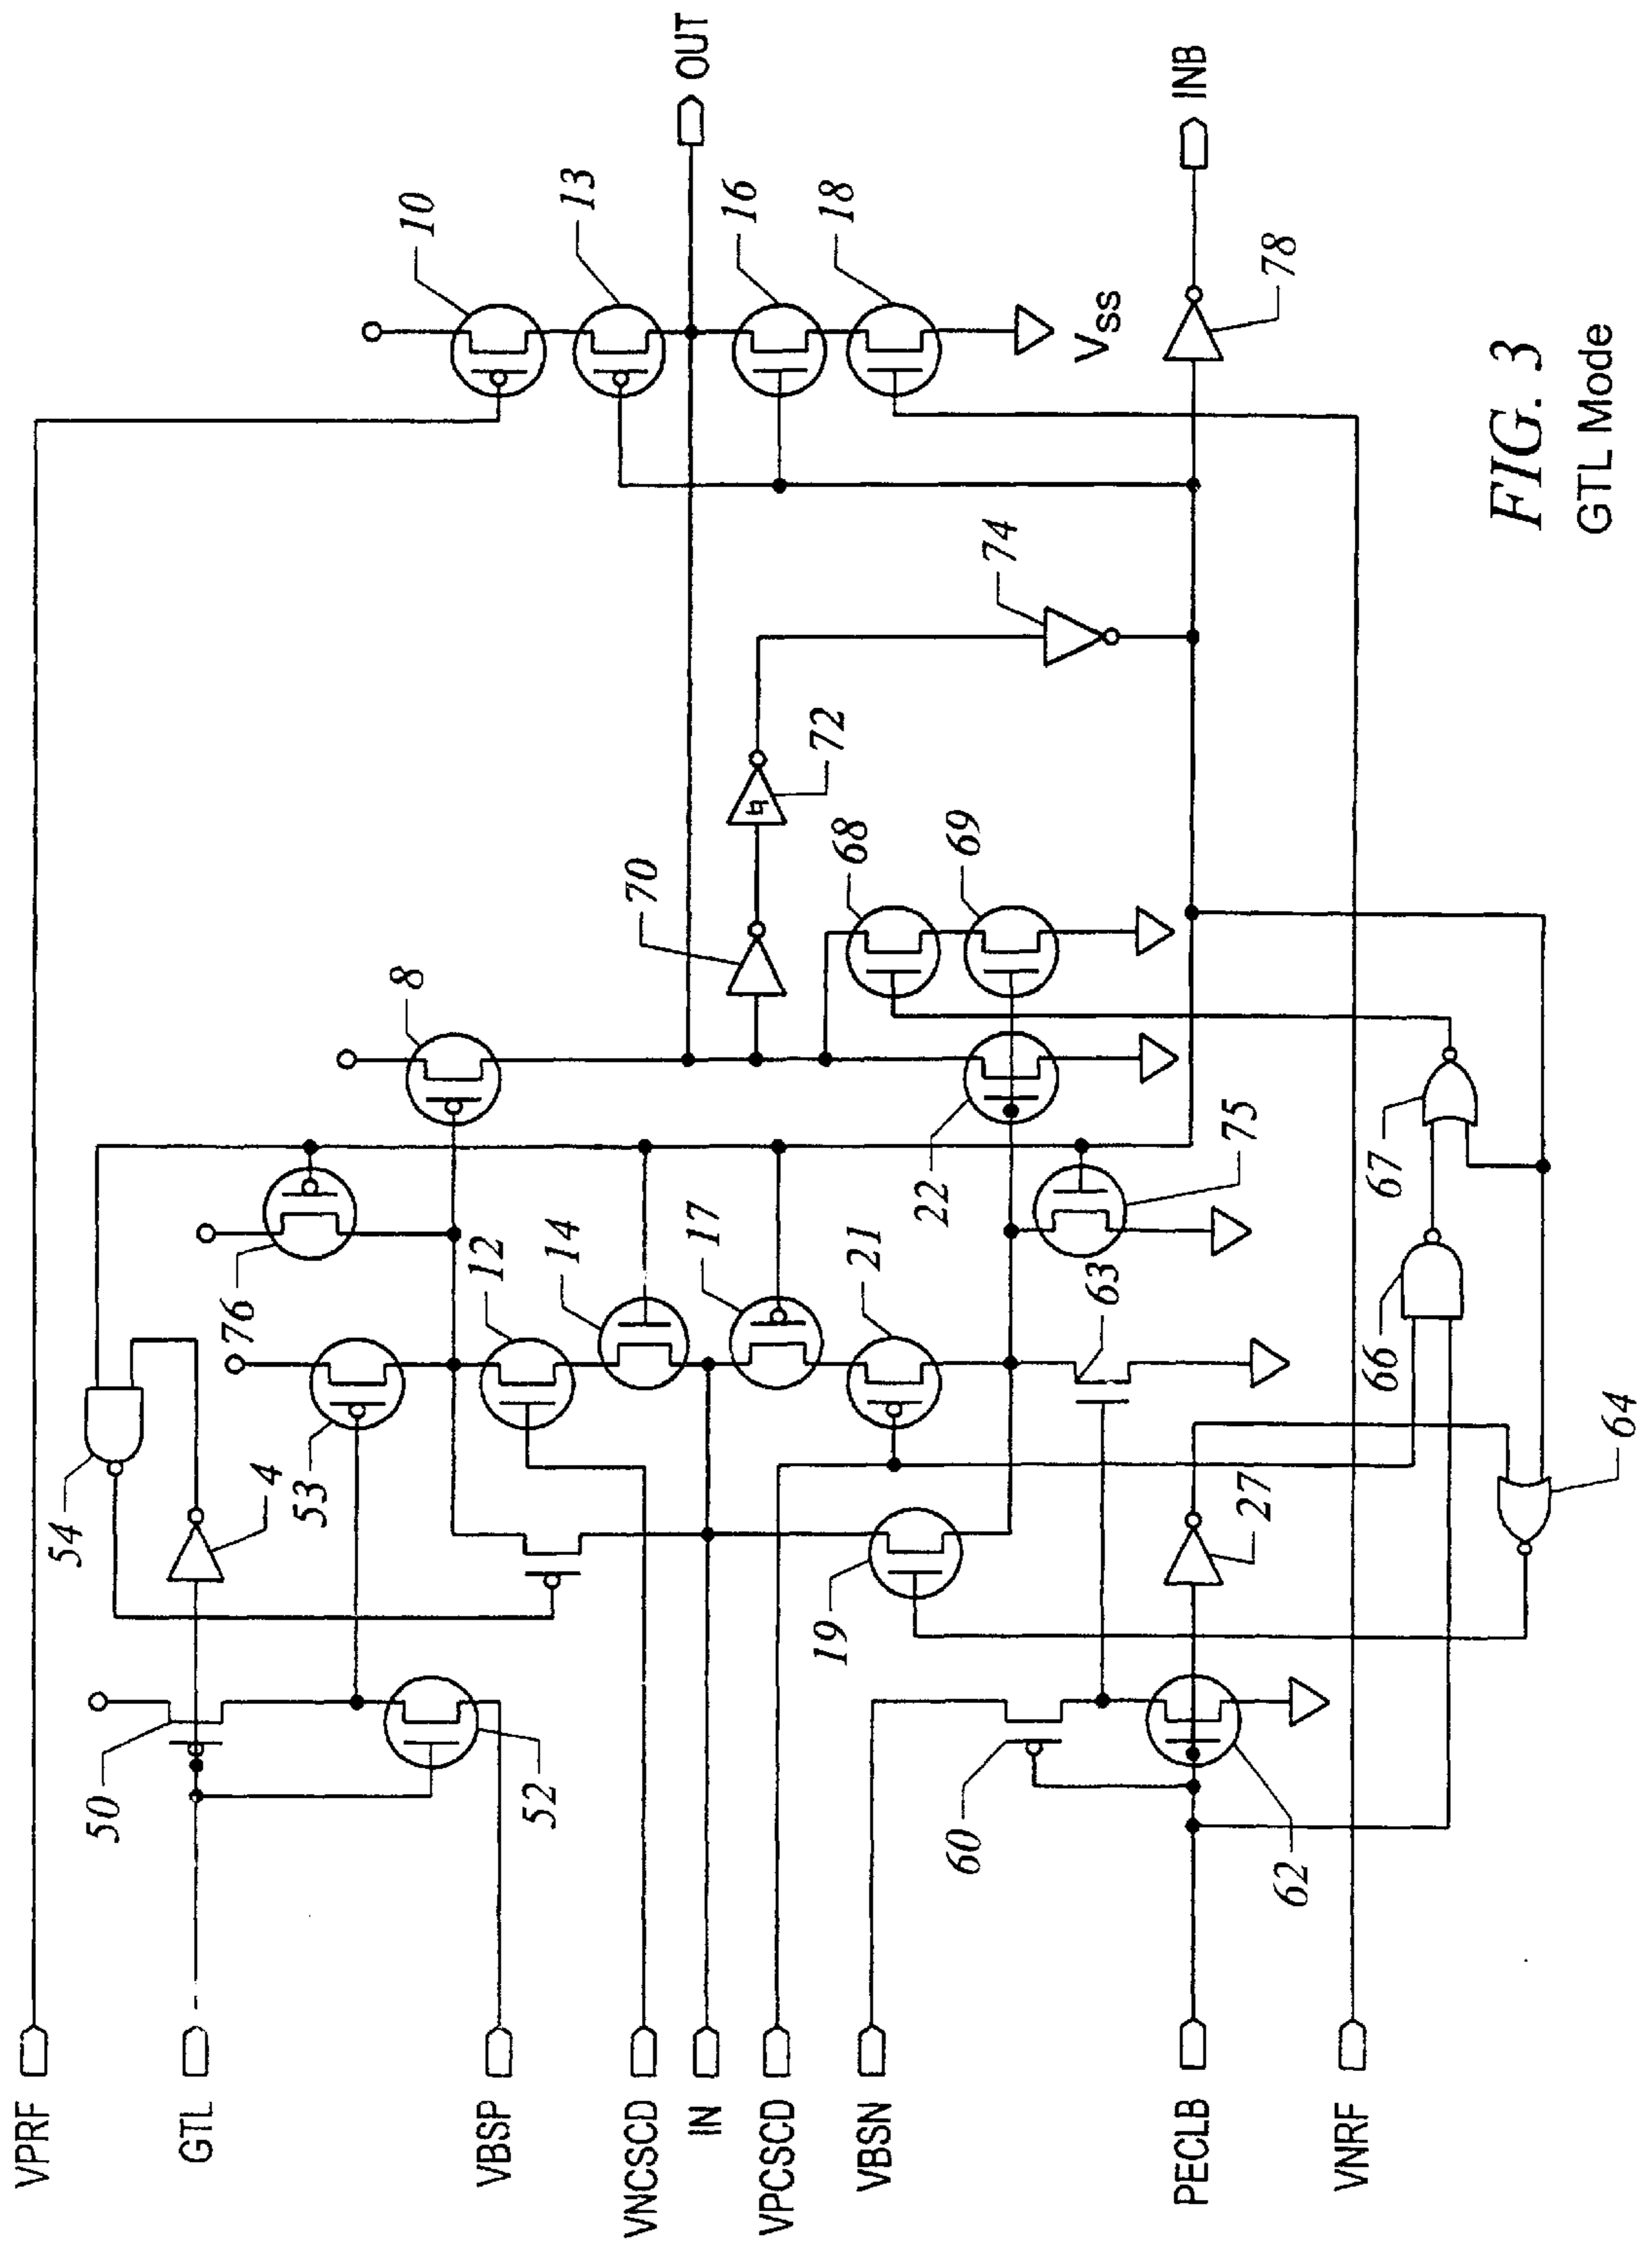 VPRF
GTL
VBSP
VNCSCD
IN
VPCSCD
VBSN
PECLB
VNRF
50
52
60
62
54
4
53
19
27
64
76
12
14
17
21
63
66
8
22
75
67
70
68
69
72
74
10
13
16
18
VSS
78
OUT
INB
FIG. 3
GTL Mode